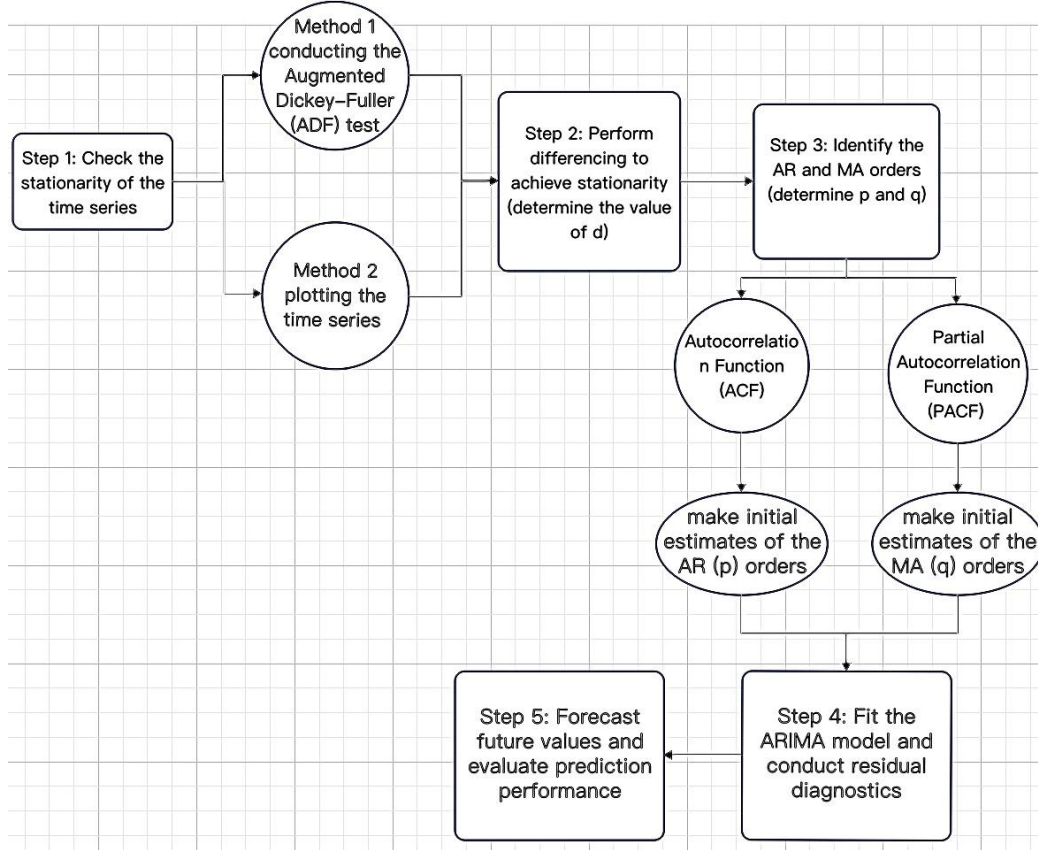 Method 1
conducting the
Augmented
Dickey–Fuller
(ADF) test
Step 1: Check the
stationarity of the
time series
Method 2
plotting the
time series
Step 2: Perform
differencing to
achieve stationarity
(determine the value
of d)
Step 3: Identify the
AR and MA orders
(determine p and q)
Autocorrelatio
n Function
(ACF)
Partial
Autocorrelation
Function
(PACF)
make initial
estimates of the
AR (p) orders
make initial
estimates of the
MA (q) orders
Step 4: Fit the
ARIMA model and
conduct residual
diagnostics
Step 5: Forecast
future values and
evaluate prediction
performance